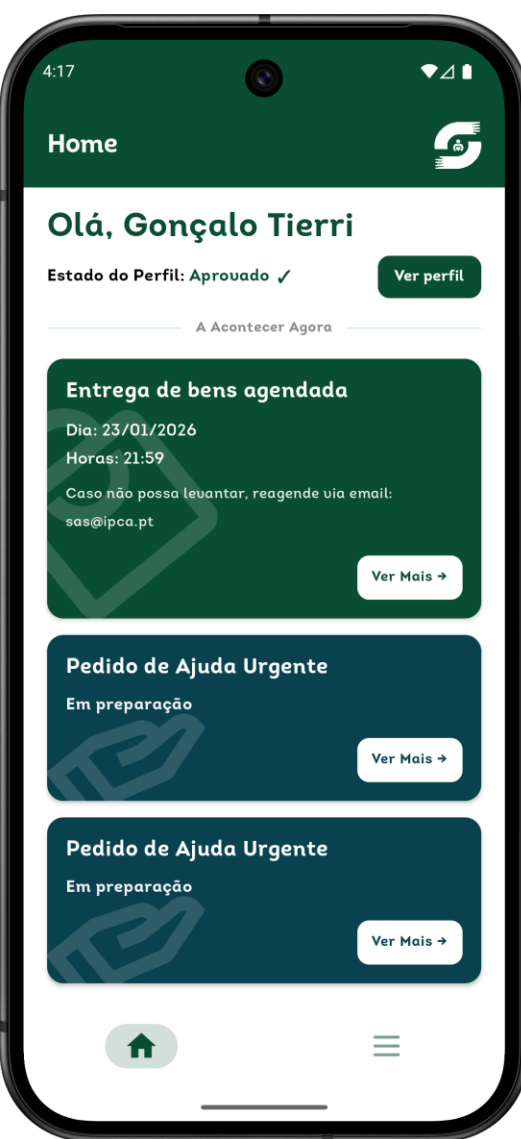 4:17
Home
Olá, Gonçalo Tierri
Estado do Perfil: Aprovado ✓
Ver perfil
A Acontecer Agora
Entrega de bens agendada
Dia: 23/01/2026
Horas: 21:59
Caso não possa levantar, reagende via email:
sas@ipca.pt
Ver Mais →
Pedido de Ajuda Urgente
Em preparação
Ver Mais →
Pedido de Ajuda Urgente
Em preparação
Ver Mais →